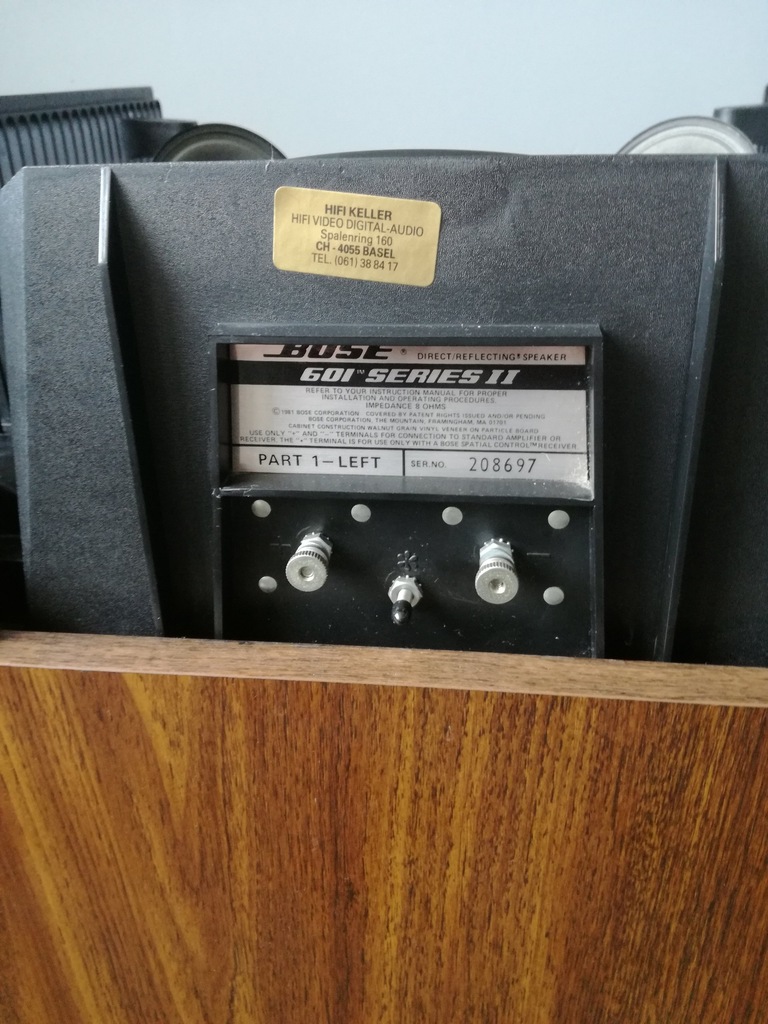 HIFI KELLER
HIFI VIDEO DIGITAL-AUDIO
Spalenring 160
CH - 4055 BASEL
TEL. (061) 38 84 17
BOSE® DIRECT/REFLECTING® SPEAKER
601™ SERIES II
REFER TO YOUR INSTRUCTION MANUAL FOR PROPER
INSTALLATION AND OPERATING PROCEDURES.
IMPEDANCE 8 OHMS
©1981 BOSE CORPORATION COVERED BY PATENT RIGHTS ISSUED AND/OR PENDING
BOSE CORPORATION, THE MOUNTAIN, FRAMINGHAM, MA 01701
CABINET CONSTRUCTION WALNUT GRAIN VINYL VENEER ON PARTICLE BOARD
USE ONLY "+" AND "—" TERMINALS FOR CONNECTION TO STANDARD AMPLIFIER OR
RECEIVER. THE "*" TERMINAL IS FOR USE ONLY WITH A BOSE SPATIAL CONTROL™ RECEIVER.
PART 1—LEFT SER.NO. 208697